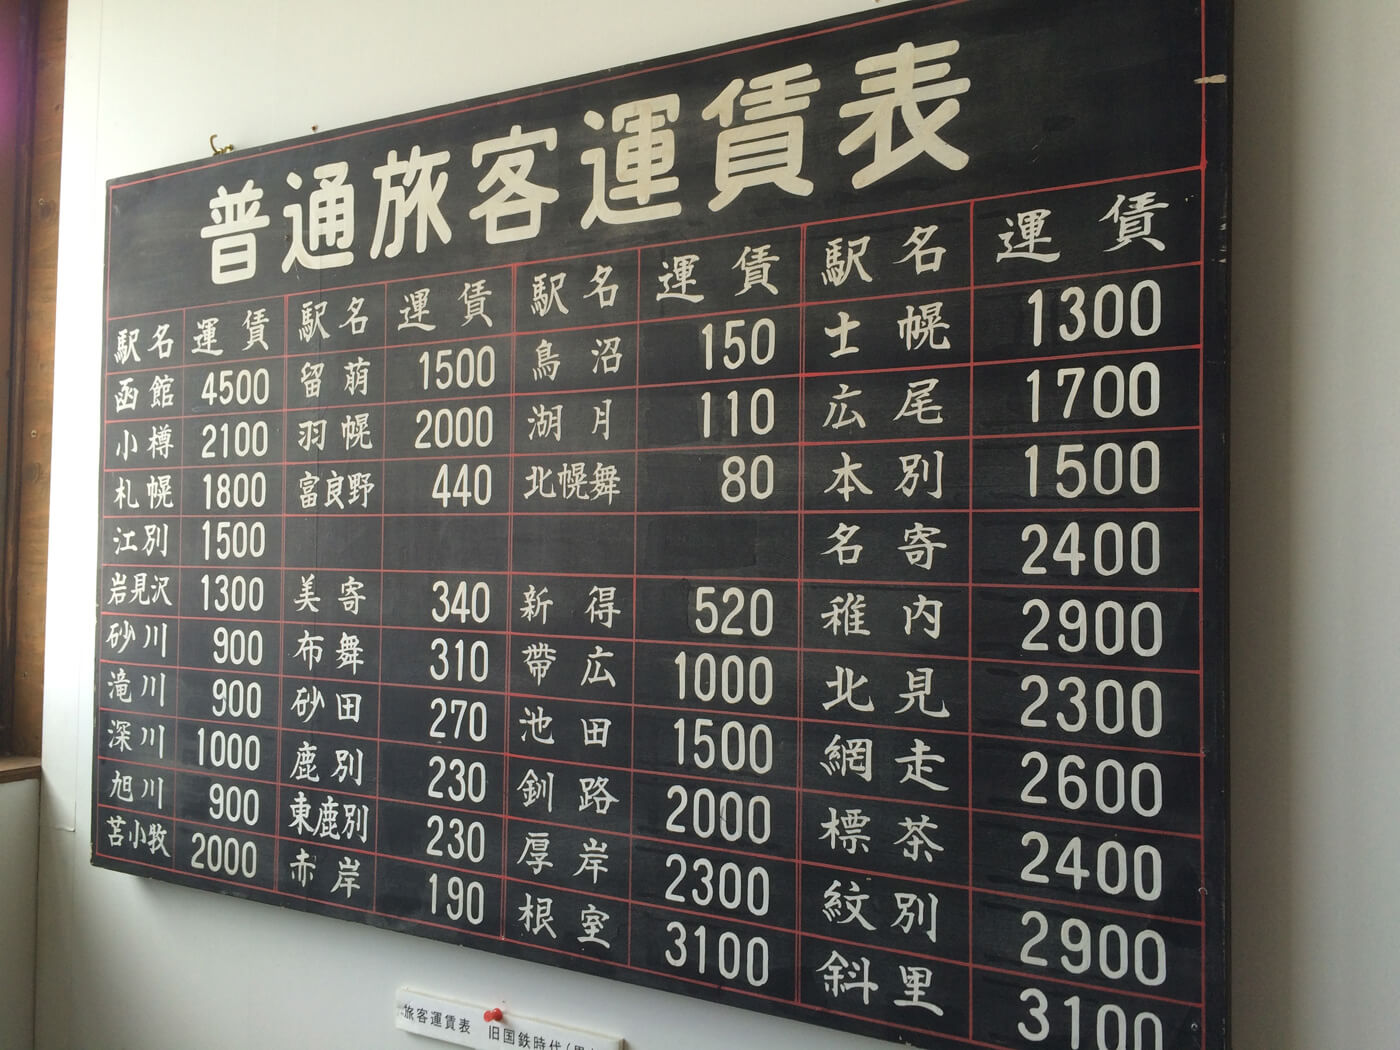 普通旅客運賃表
駅名 運賃 駅名 運賃 駅名 運賃 駅名 運賃
函館 4500 留萠 1500 鳥沼 150 士幌 1300
小樽 2100 羽幌 2000 湖月 110 広尾 1700
札幌 1800 富良野 440 北幌舞 80 本別 1500
江別 1500 名寄 2400
岩見沢 1300 美寄 340 新得 520 稚内 2900
砂川 900 布舞 310 帶広 1000 北見 2300
滝川 900 砂田 270 池田 1500 網走 2600
深川 1000 鹿別 230 釧路 2000 標茶 2400
旭川 900 東鹿別 230 厚岸 2300 紋別 2900
苫小牧 2000 赤岸 190 根室 3100 斜里 3100
旅客運賃表 旧国鉄時代